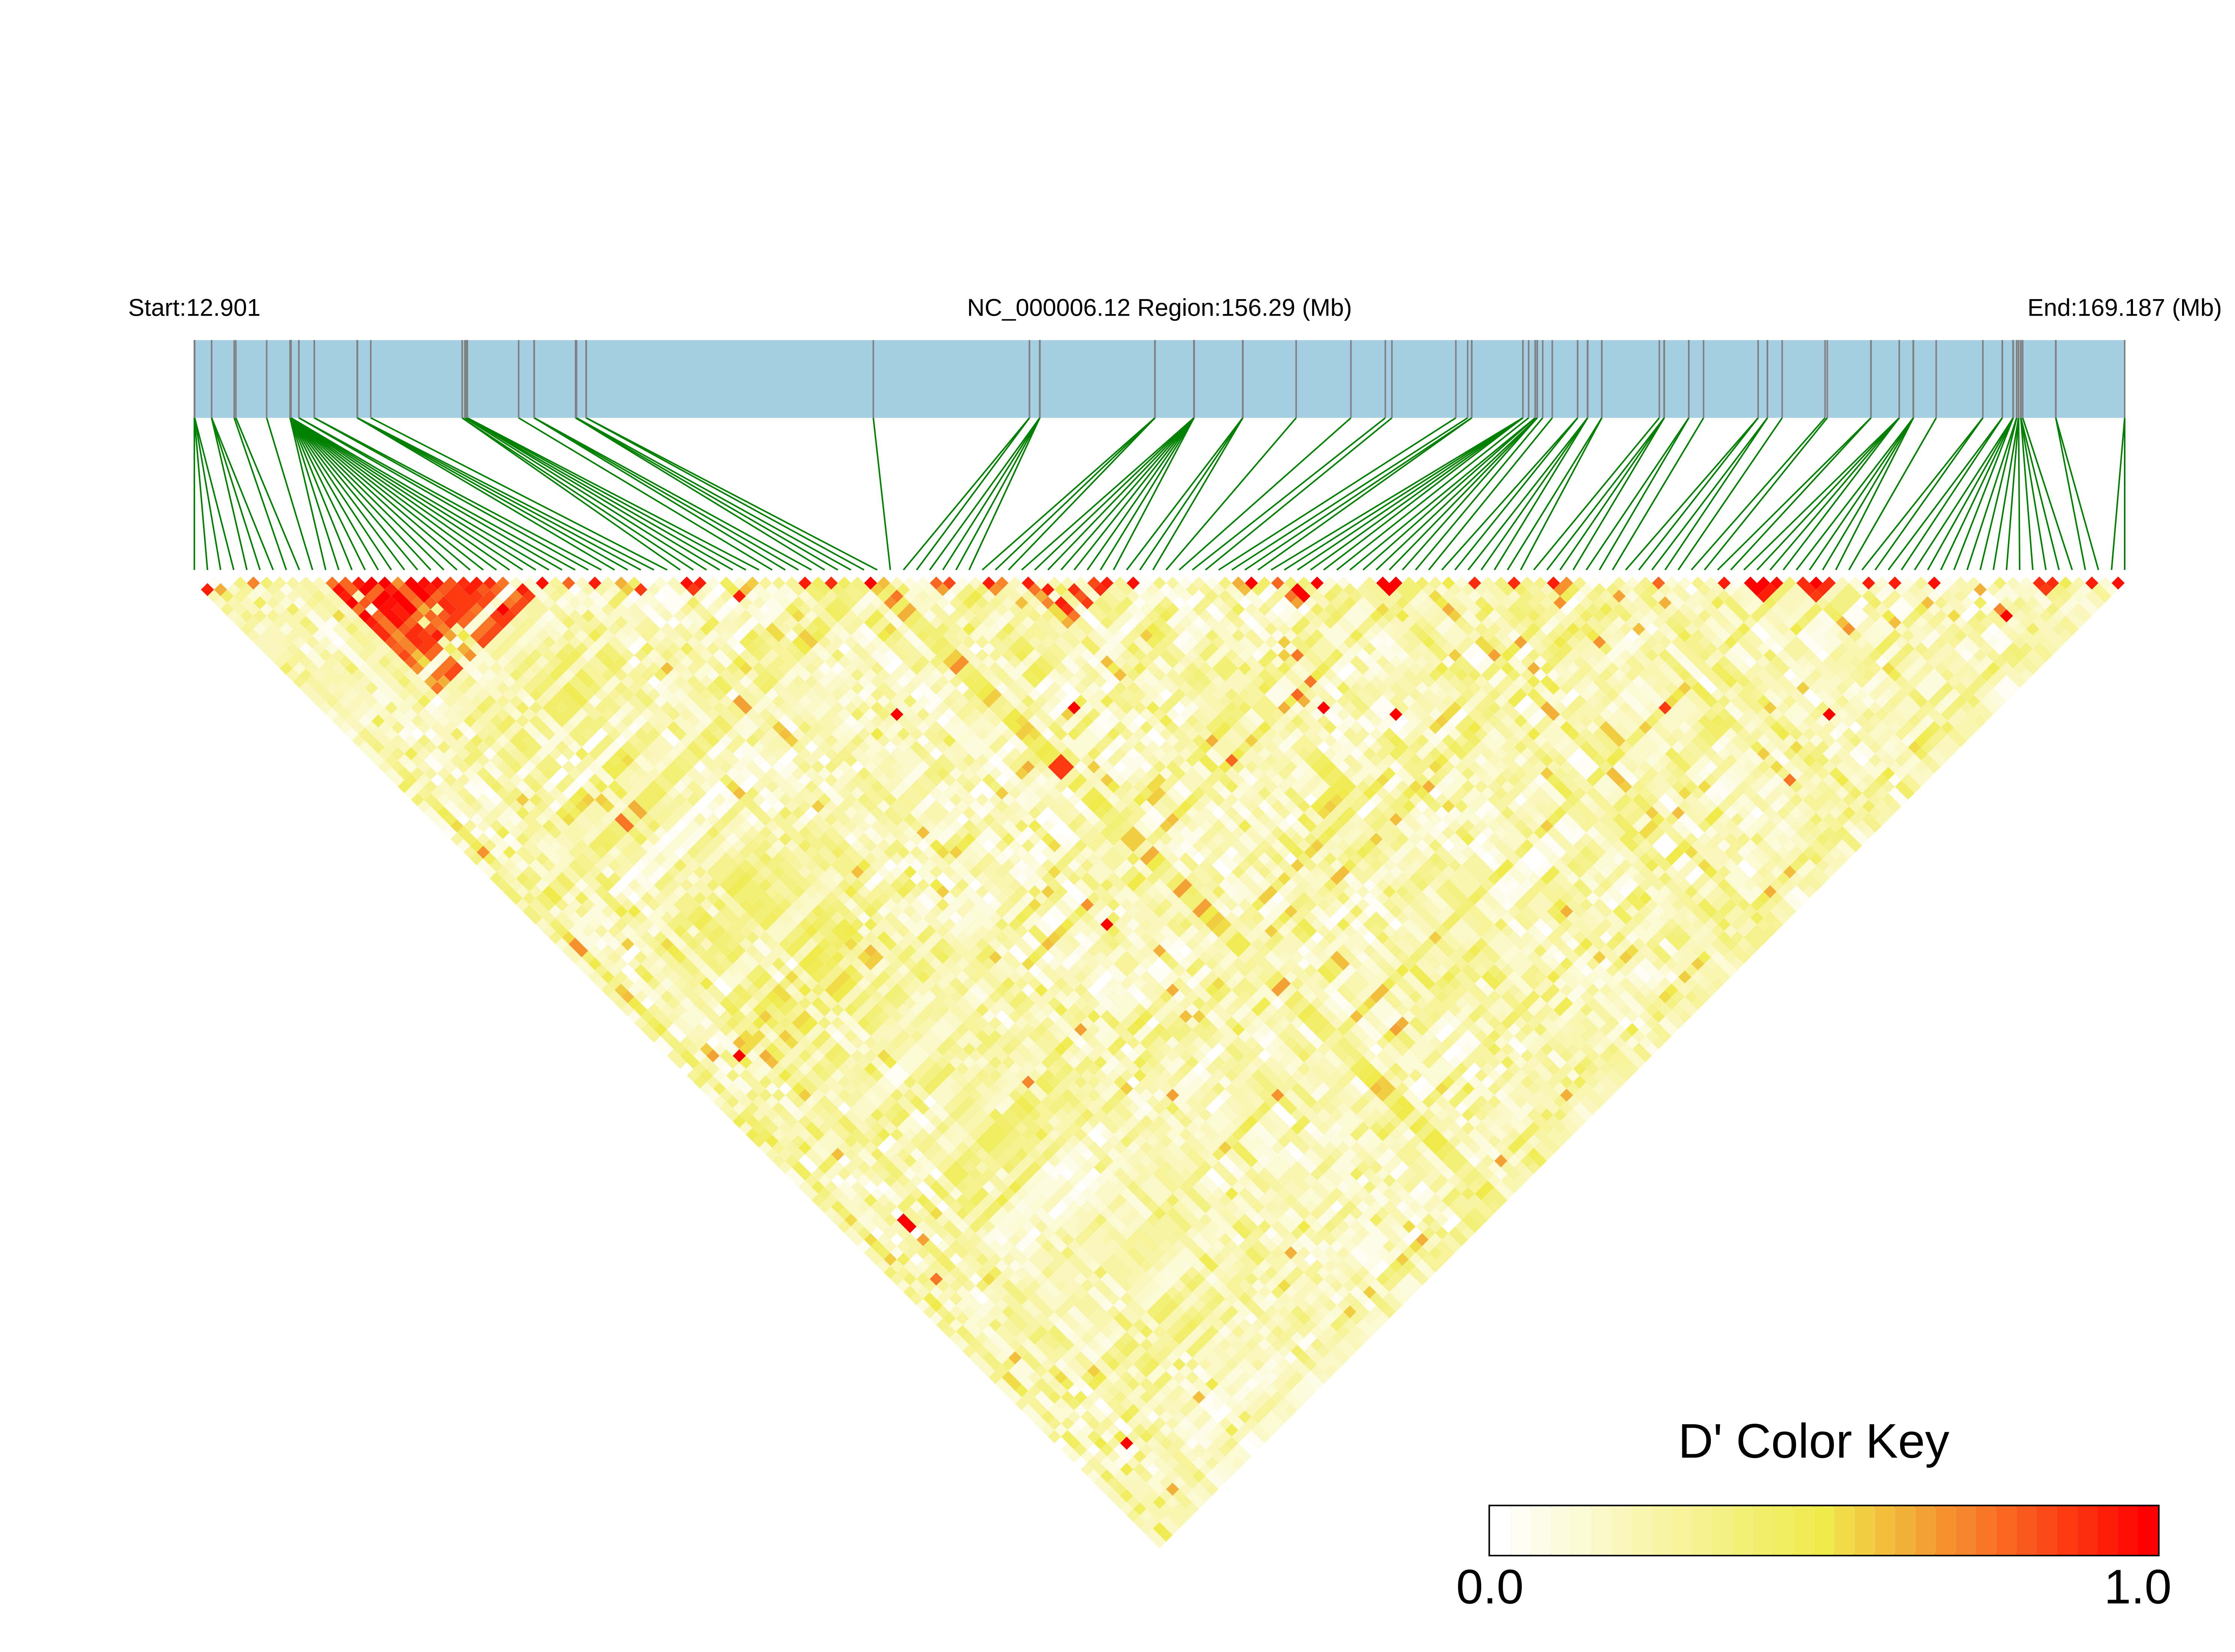 Start:12.901
NC_000006.12 Region:156.29 (Mb)
End:169.187 (Mb)
D' Color Key
0.0
1.0